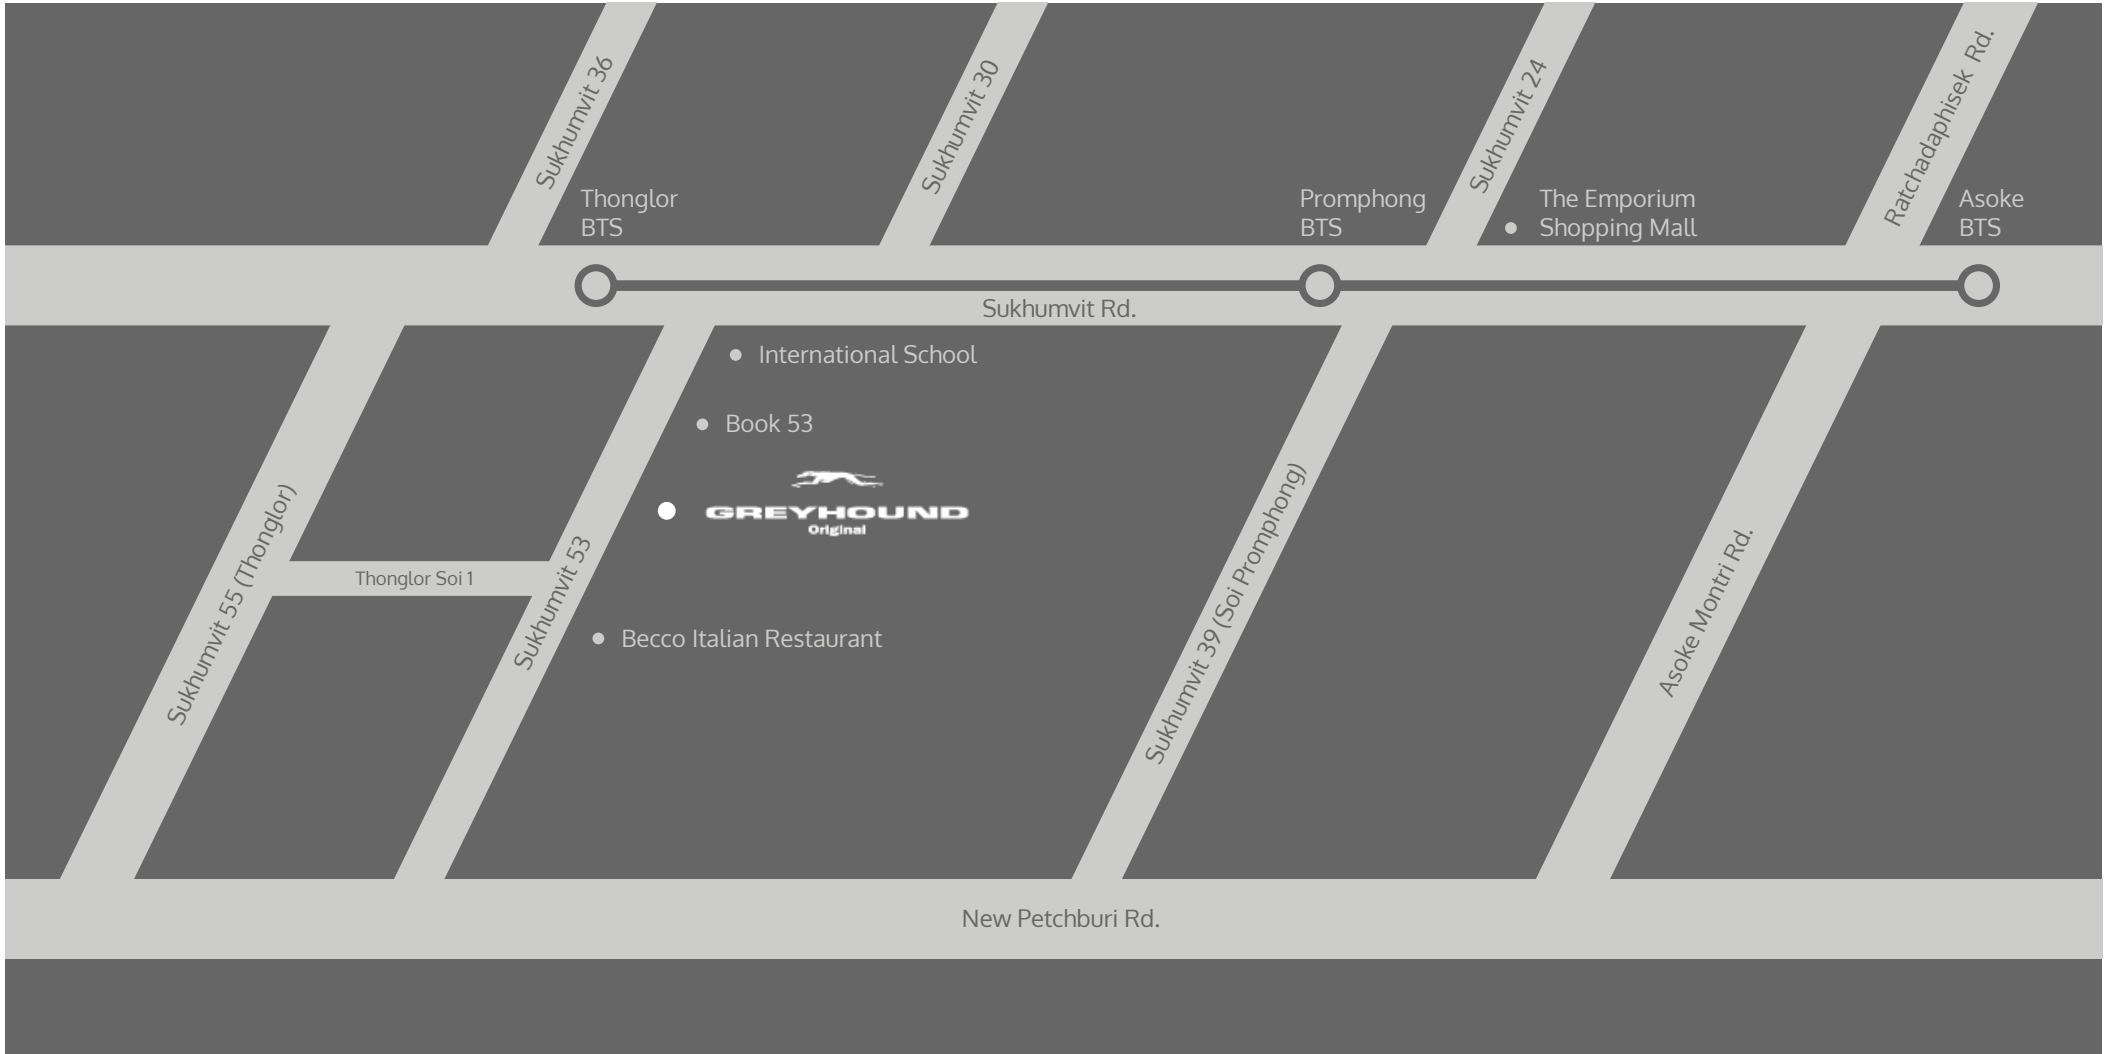 Sukhumvit 36
Sukhumvit 30
Sukhumvit 24
Ratchadaphisek Rd.
Thonglor
BTS
Promphong
BTS
The Emporium
Shopping Mall
Asoke
BTS
Sukhumvit Rd.
International School
Book 53
GREYHOUND
Original
Sukhumvit 55 (Thonglor)
Thonglor Soi 1
Sukhumvit 53
Becco Italian Restaurant
Sukhumvit 39 (Soi Promphong)
Asoke Montri Rd.
New Petchburi Rd.